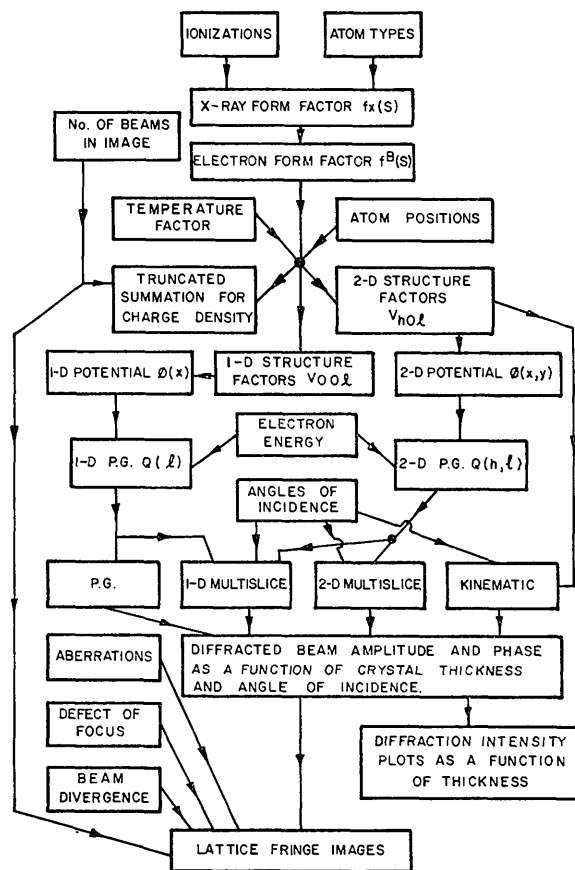 IONIZATIONS
ATOM TYPES
X-RAY FORM FACTOR fx(S)
No. OF BEAMS
IN IMAGE
ELECTRON FORM FACTOR fᴮ(S)
TEMPERATURE
FACTOR
ATOM POSITIONS
TRUNCATED
SUMMATION FOR
CHARGE DENSITY
2-D STRUCTURE
FACTORS
Vh0ℓ
1-D POTENTIAL Ø(x)
1-D STRUCTURE
FACTORS V00ℓ
2-D POTENTIAL Ø(x,y)
ELECTRON
ENERGY
1-D P.G. Q(ℓ)
2-D P.G. Q(h,ℓ)
ANGLES OF
INCIDENCE
P.G.
1-D MULTISLICE
2-D MULTISLICE
KINEMATIC
ABERRATIONS
DIFFRACTED BEAM AMPLITUDE AND PHASE
AS A FUNCTION OF CRYSTAL THICKNESS
AND ANGLE OF INCIDENCE.
DEFECT OF
FOCUS
DIFFRACTION INTENSITY
PLOTS AS A FUNCTION
OF THICKNESS
BEAM
DIVERGENCE
LATTICE FRINGE IMAGES